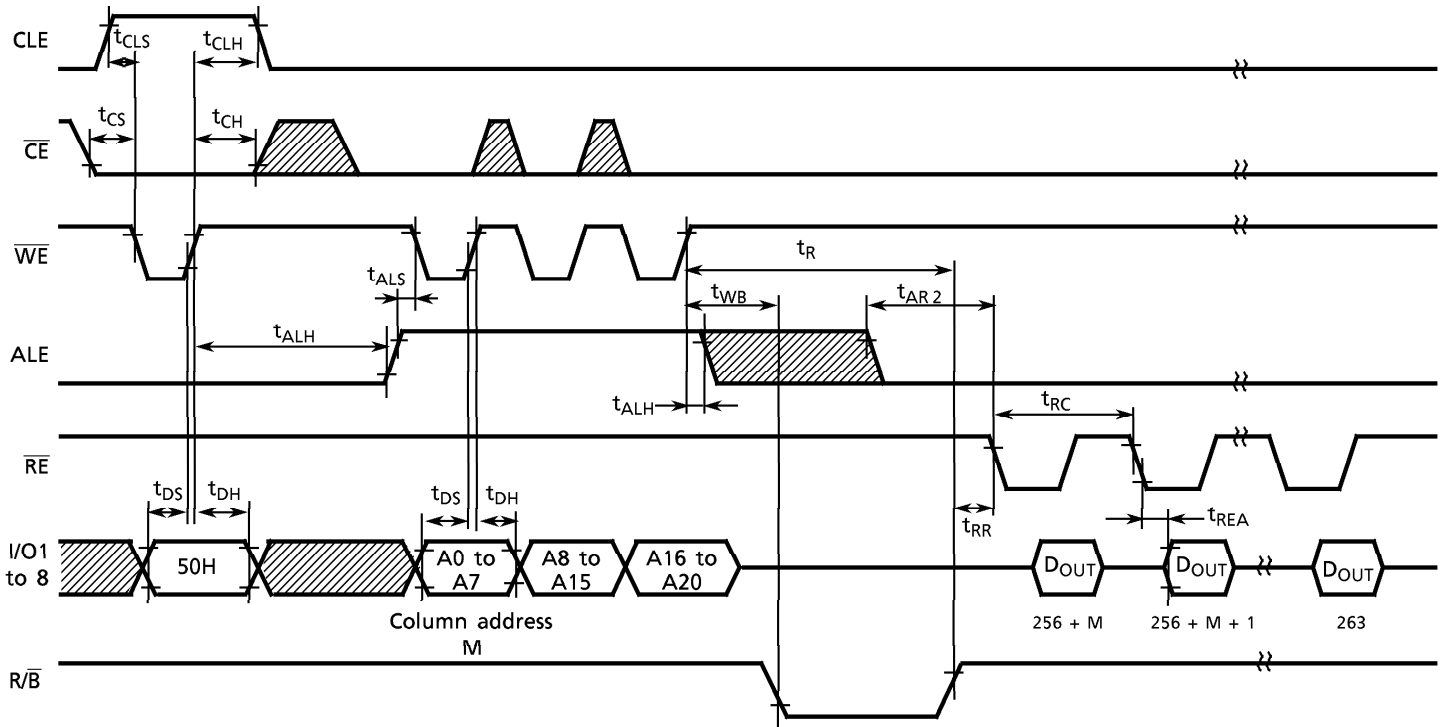 CLE
tCLS
tCLH
CE
tCS
tCH
WE
tR
tALS
tWB
tAR 2
ALE
tALH
tALH
tRC
RE
tDS
tDH
tDS
tDH
tRR
tREA
I/O1
to 8
50H
A0 to
A7
A8 to
A15
A16 to
A20
DOUT
DOUT
DOUT
Column address
M
256 + M
256 + M + 1
263
R/B